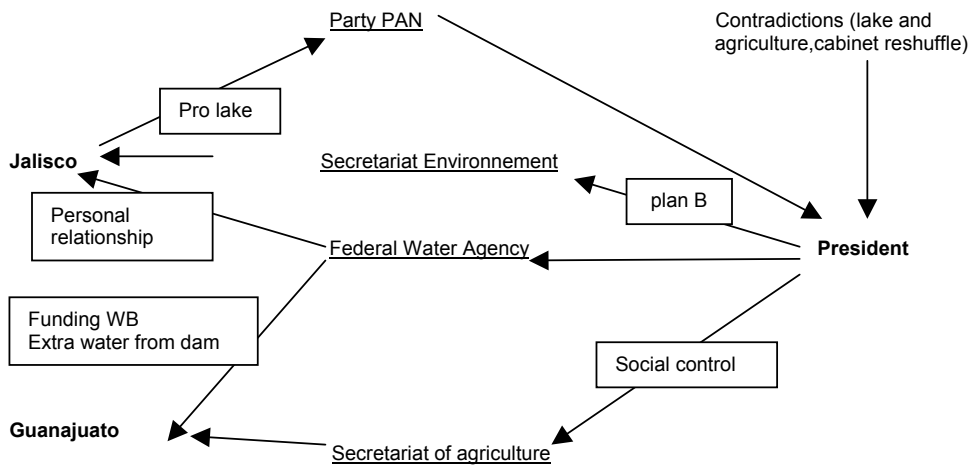 Party PAN
Contradictions (lake and
agriculture,cabinet reshuffle)
Pro lake
Jalisco
Secretariat Environnement
plan B
Personal
relationship
Federal Water Agency
President
Funding WB
Extra water from dam
Social control
Guanajuato
Secretariat of agriculture